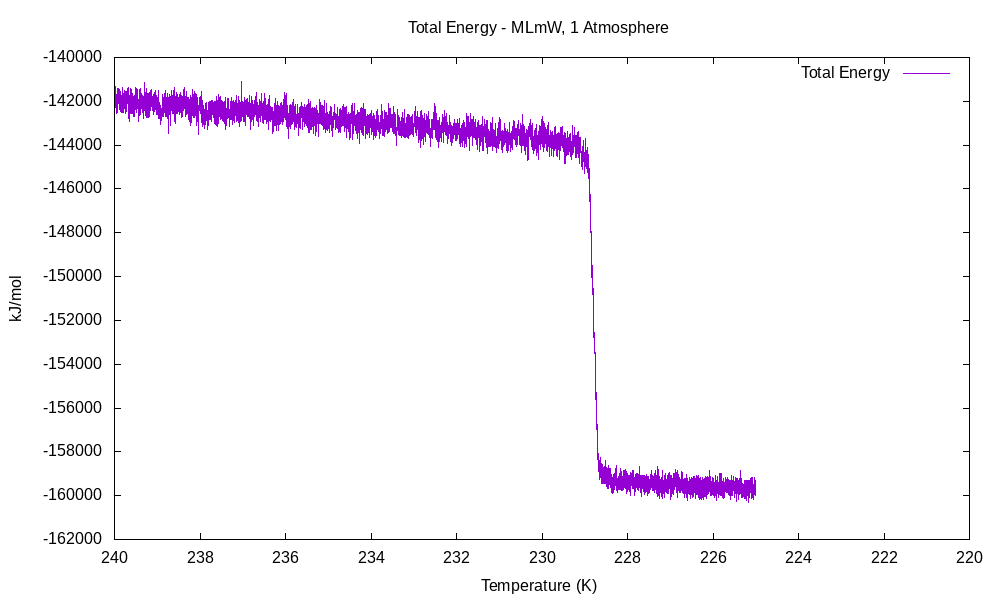 Total Energy - MLmW, 1 Atmosphere
-140000
Total Energy
-142000
-144000
-146000
-148000
-150000
kJ/mol
-152000
-154000
-156000
-158000
-160000
-162000
240 238 236 234 232 230 228 226 224 222 220
Temperature (K)